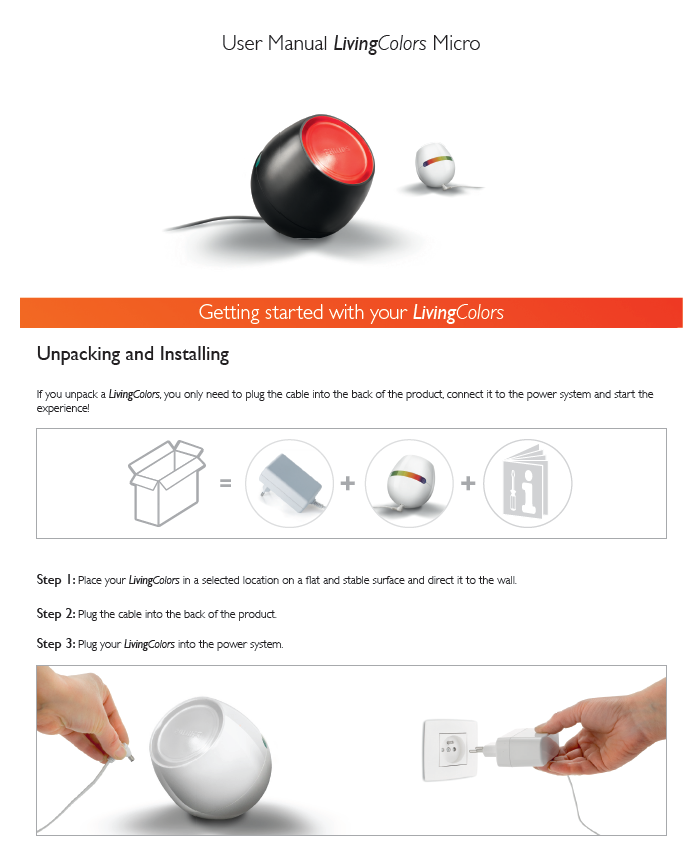 User Manual LivingColors Micro
Getting started with your LivingColors
Unpacking and Installing
If you unpack a LivingColors, you only need to plug the cable into the back of the product, connect it to the power system and start the
experience!
= + +
Step 1: Place your LivingColors in a selected location on a flat and stable surface and direct it to the wall.
Step 2: Plug the cable into the back of the product.
Step 3: Plug your LivingColors into the power system.